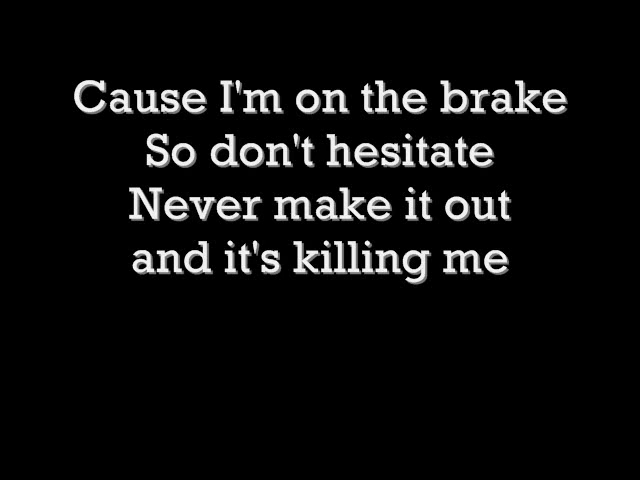 Cause I'm on the brake
So don't hesitate
Never make it out
and it's killing me